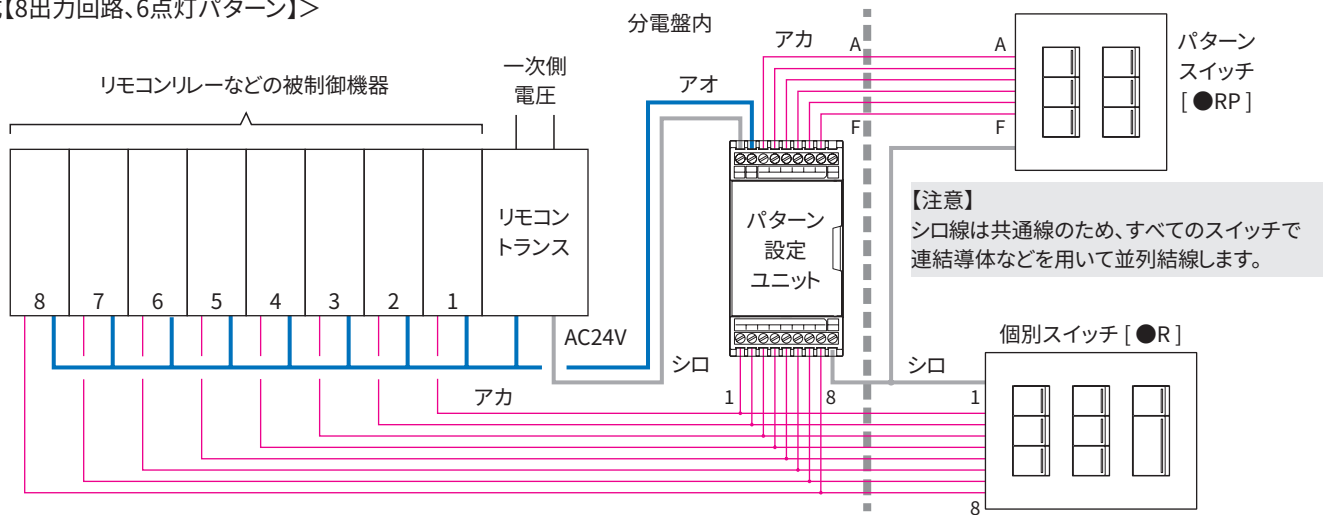 【8出力回路、6点灯パターン】＞
分電盤内
リモコンリレーなどの被制御機器
一次側
電圧
アオ
アカ
A
F
A
F
パターン
スイッチ
[ ●RP ]
リモコン
トランス
パターン
設定
ユニット
【注意】
シロ線は共通線のため、すべてのスイッチで
連結導体などを用いて並列結線します。
8 7 6 5 4 3 2 1
AC24V
シロ
アカ
1
8
シロ
個別スイッチ [ ●R ]
1
8